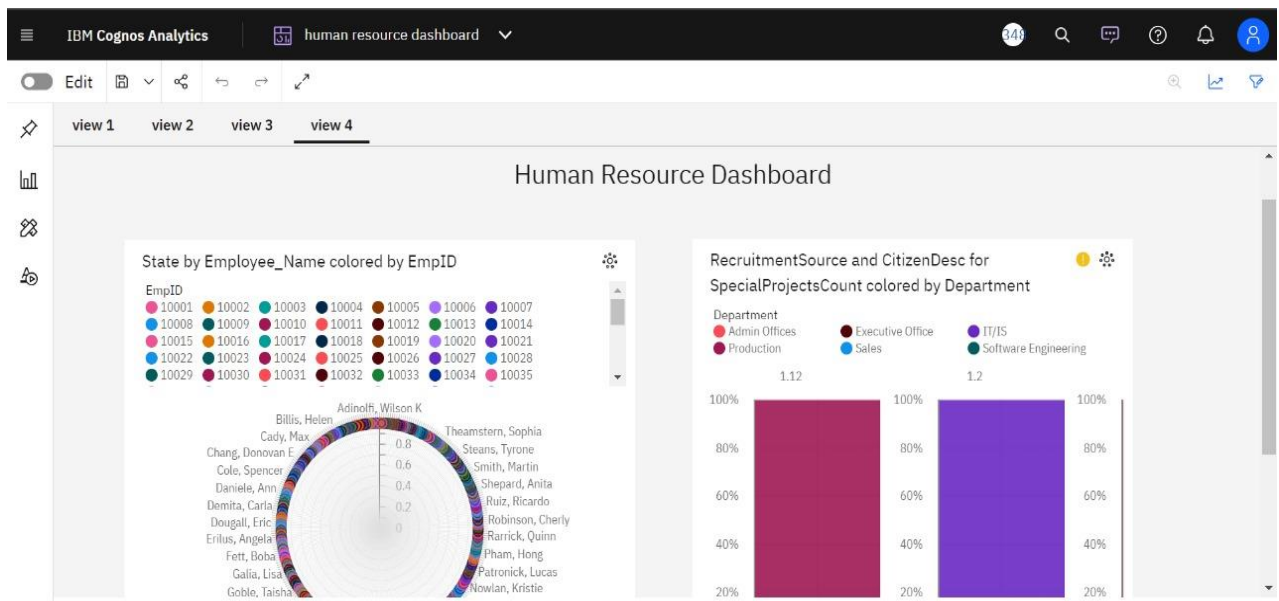 IBM Cognos Analytics
human resource dashboard
348
Edit
view 1 view 2 view 3 view 4
Human Resource Dashboard
State by Employee_Name colored by EmpID
EmpID
10001 10002 10003 10004 10005 10006 10007
10008 10009 10010 10011 10012 10013 10014
10015 10016 10017 10018 10019 10020 10021
10022 10023 10024 10025 10026 10027 10028
10029 10030 10031 10032 10033 10034 10035
Adinolfi, Wilson K
Billis, Helen
Cady, Max
Chang, Donovan E
Cole, Spencer
Daniele, Ann
Demita, Carla
Dougall, Eric
Erilus, Angela
Fett, Boba
Galia, Lisa
Goble, Taisha
0.8
0.6
0.4
0.2
0
Theamstern, Sophia
Steans, Tyrone
Smith, Martin
Shepard, Anita
Ruiz, Ricardo
Robinson, Cherly
Rarrick, Quinn
Pham, Hong
Patronick, Lucas
Nowlan, Kristie
RecruitmentSource and CitizenDesc for
SpecialProjectsCount colored by Department
Department
Admin Offices Executive Office IT/IS
Production Sales Software Engineering
1.12 1.2
100% 100% 100%
80% 80% 80%
60% 60% 60%
40% 40% 40%
20% 20% 20%